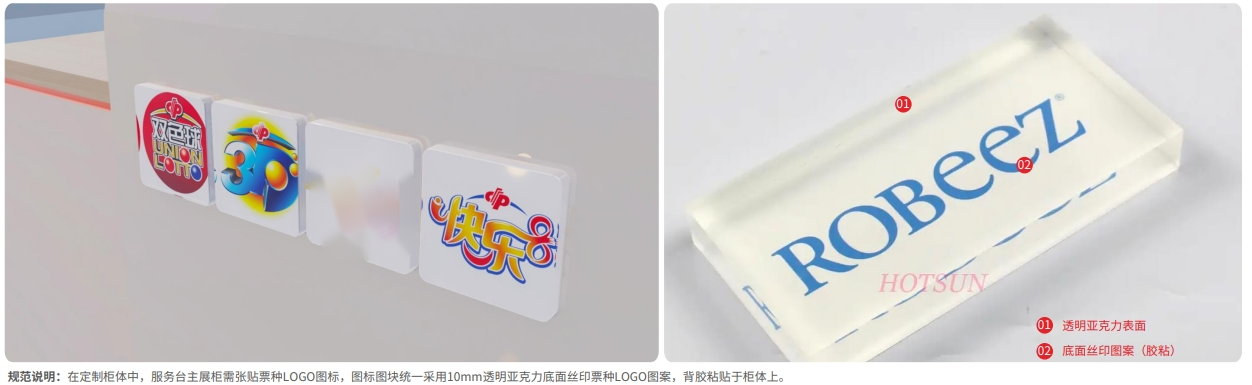 双色球
UNION
LOTTO
3D
快乐
01
ROBeez®
02
HOTSUN
01 透明亚克力表面
02 底面丝印图案（胶粘）
规范说明：在定制柜体中，服务台主展柜需张贴票种LOGO图标，图标图块统一采用10mm透明亚克力底面丝印票种LOGO图案，背胶粘贴于柜体上。